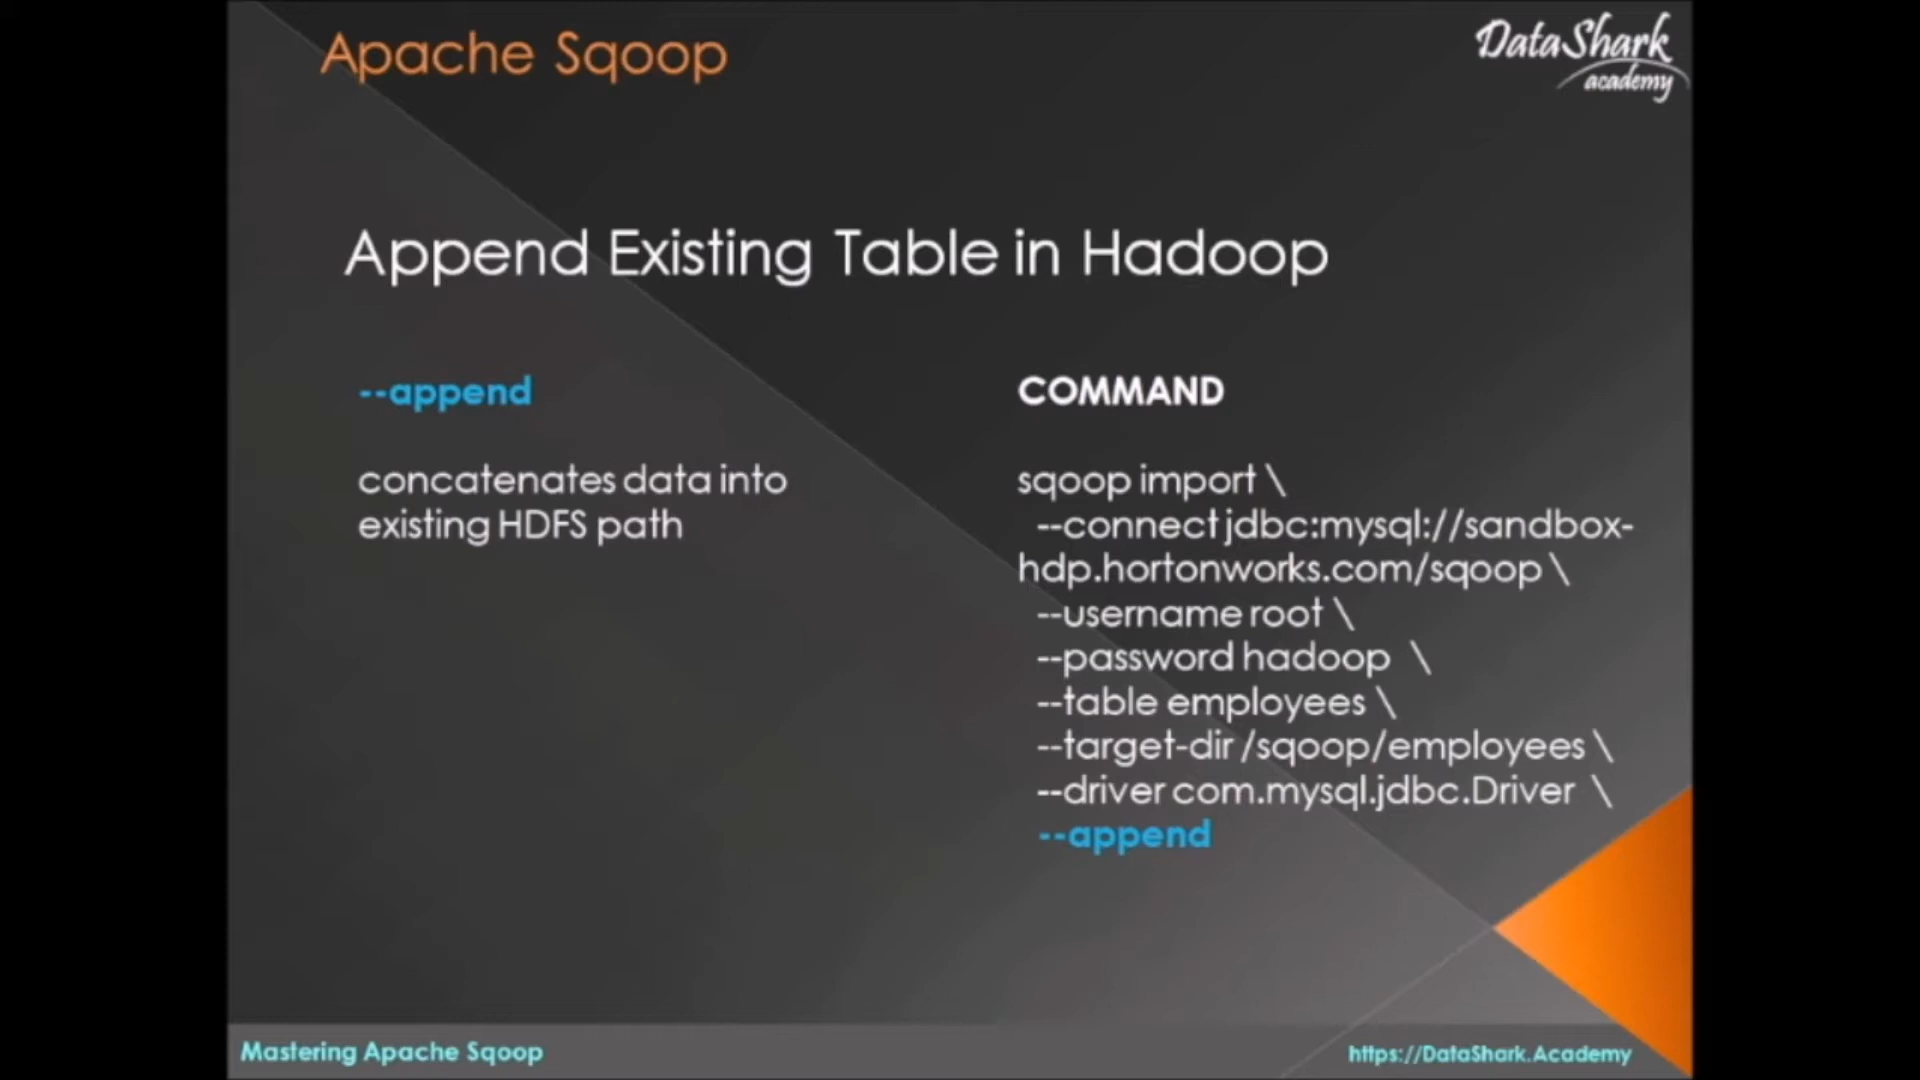 Apache Sqoop
DataShark
academy
Append Existing Table in Hadoop
--append
concatenates data into
existing HDFS path
COMMAND
sqoop import \
--connect jdbc:mysql://sandbox-
hdp.hortonworks.com/sqoop \
--username root \
--password hadoop \
--table employees \
--target-dir /sqoop/employees \
--driver com.mysql.jdbc.Driver \
--append
Mastering Apache Sqoop
https://DataShark.Academy